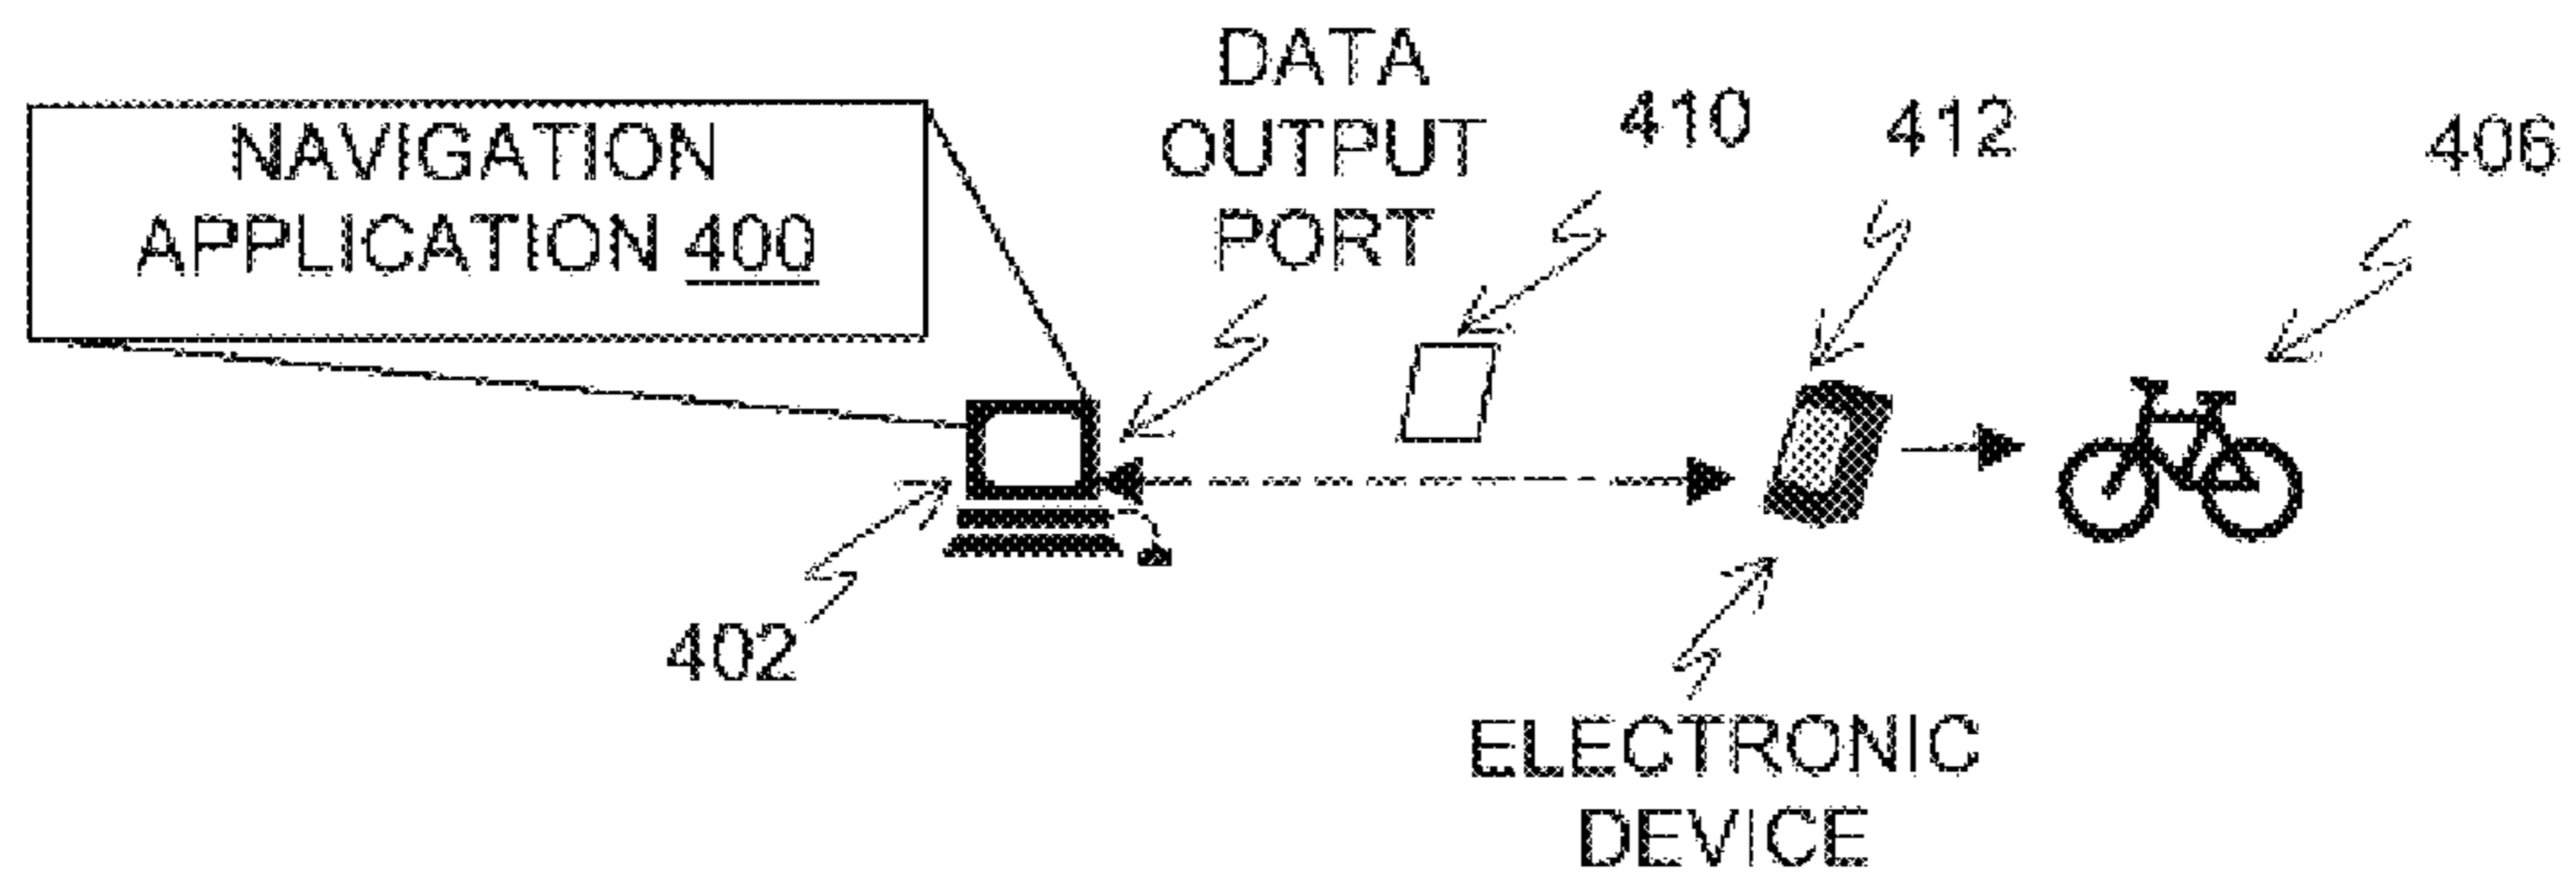 NAVIGATION
APPLICATION 400
DATA
OUTPUT
PORT
410
412
406
402
ELECTRONIC
DEVICE